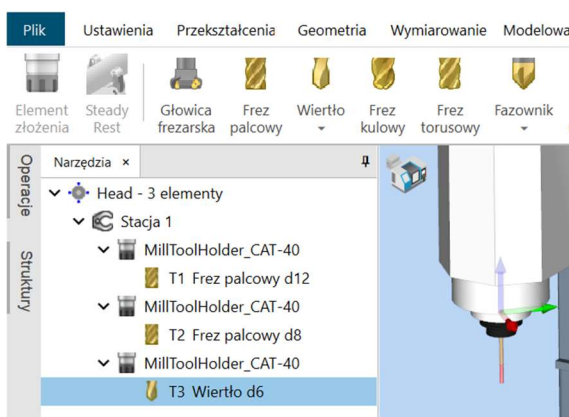 Plik Ustawienia Przekształcenia Geometria Wymiarowanie Modelowa
Element złożenia
Steady Rest
Głowica frezarska
Frez palcowy
Wiertło
Frez kulowy
Frez torusowy
Fazownik
Operacje
Struktury
Narzędzia ×
Head - 3 elementy
Stacja 1
MillToolHolder_CAT-40
T1 Frez palcowy d12
MillToolHolder_CAT-40
T2 Frez palcowy d8
MillToolHolder_CAT-40
T3 Wiertło d6